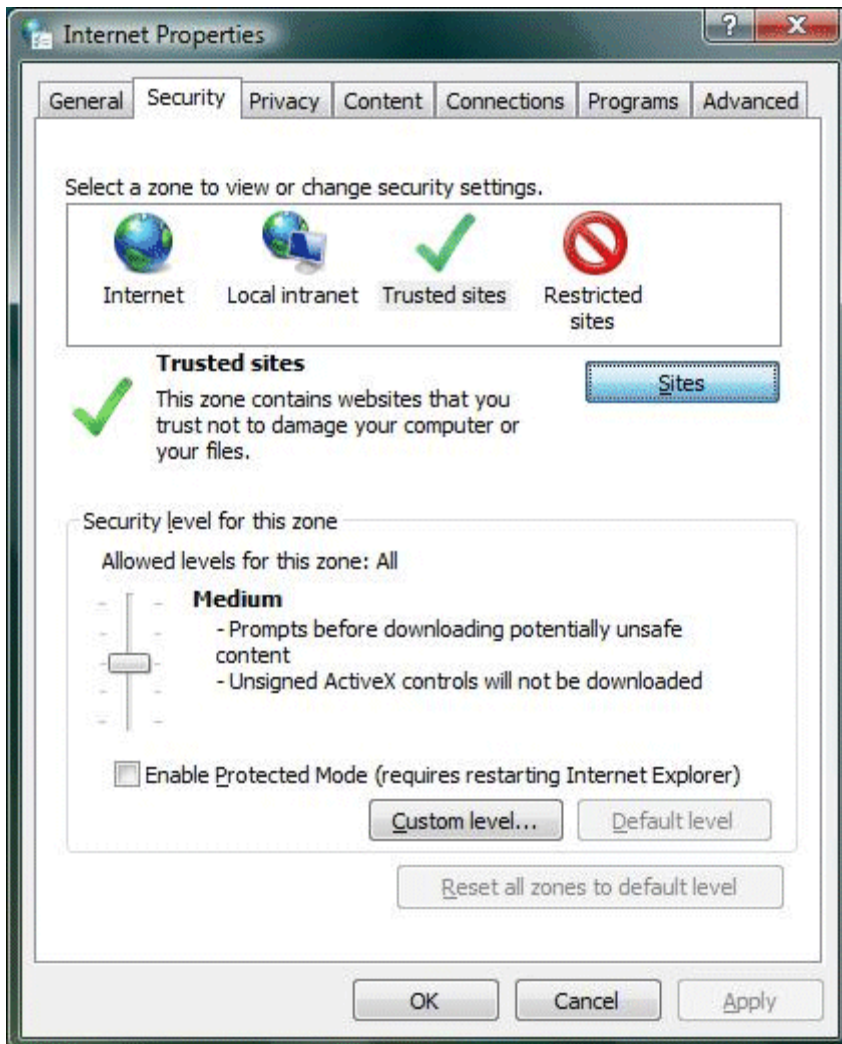 Internet Properties
? X
General Security Privacy Content Connections Programs Advanced
Select a zone to view or change security settings.
Internet Local intranet Trusted sites Restricted
sites
Trusted sites
Sites
This zone contains websites that you
trust not to damage your computer or
your files.
Security level for this zone
Allowed levels for this zone: All
Medium
- Prompts before downloading potentially unsafe
content
- Unsigned ActiveX controls will not be downloaded
Enable Protected Mode (requires restarting Internet Explorer)
Custom level... Default level
Reset all zones to default level
OK Cancel Apply